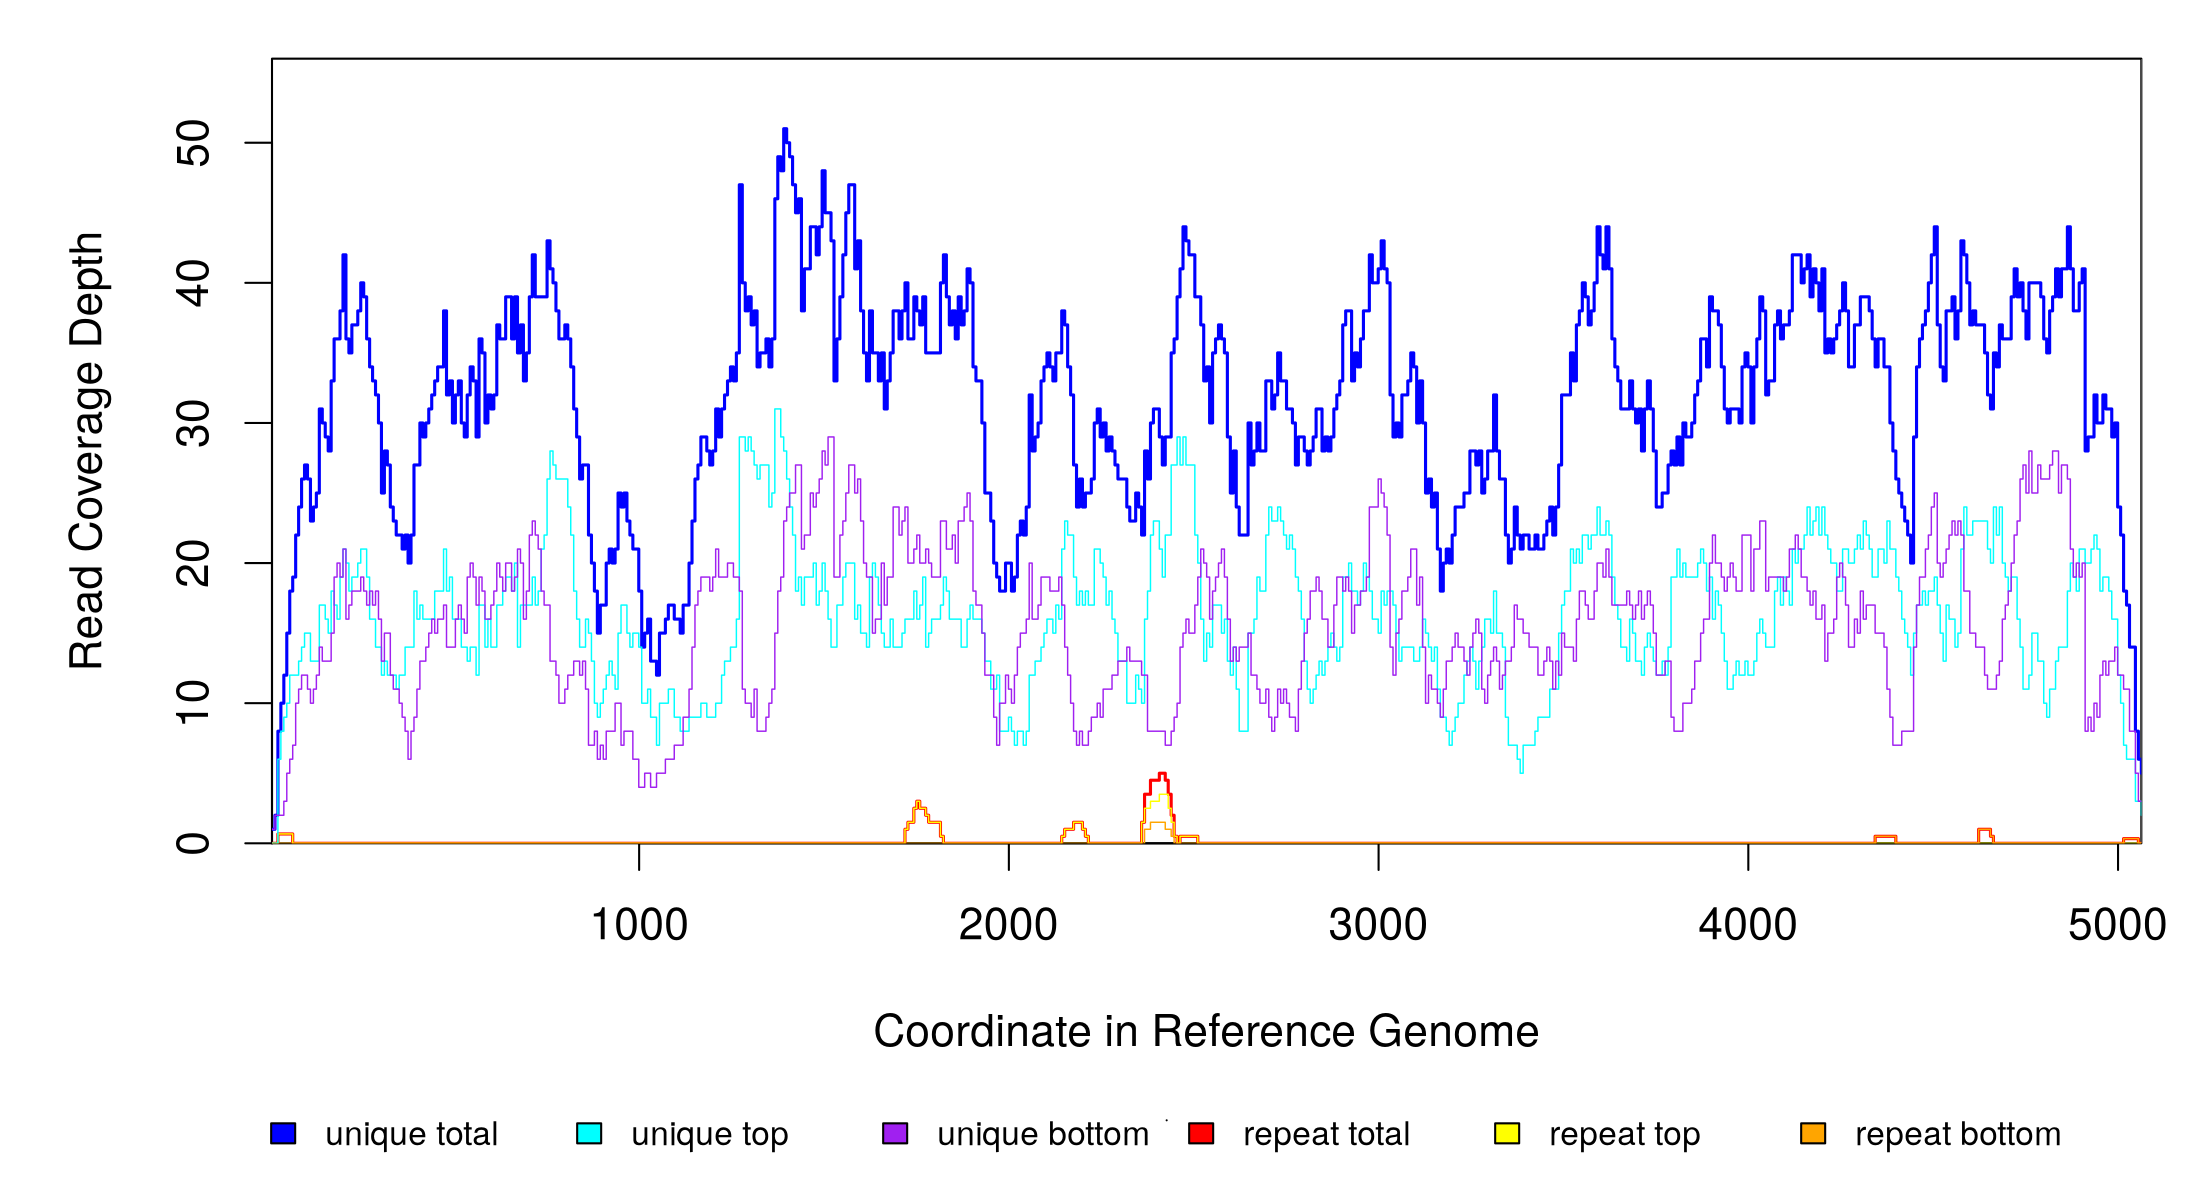 Read Coverage Depth
50
40
30
20
10
0
1000 2000 3000 4000 5000
Coordinate in Reference Genome
unique total unique top unique bottom repeat total repeat top repeat bottom